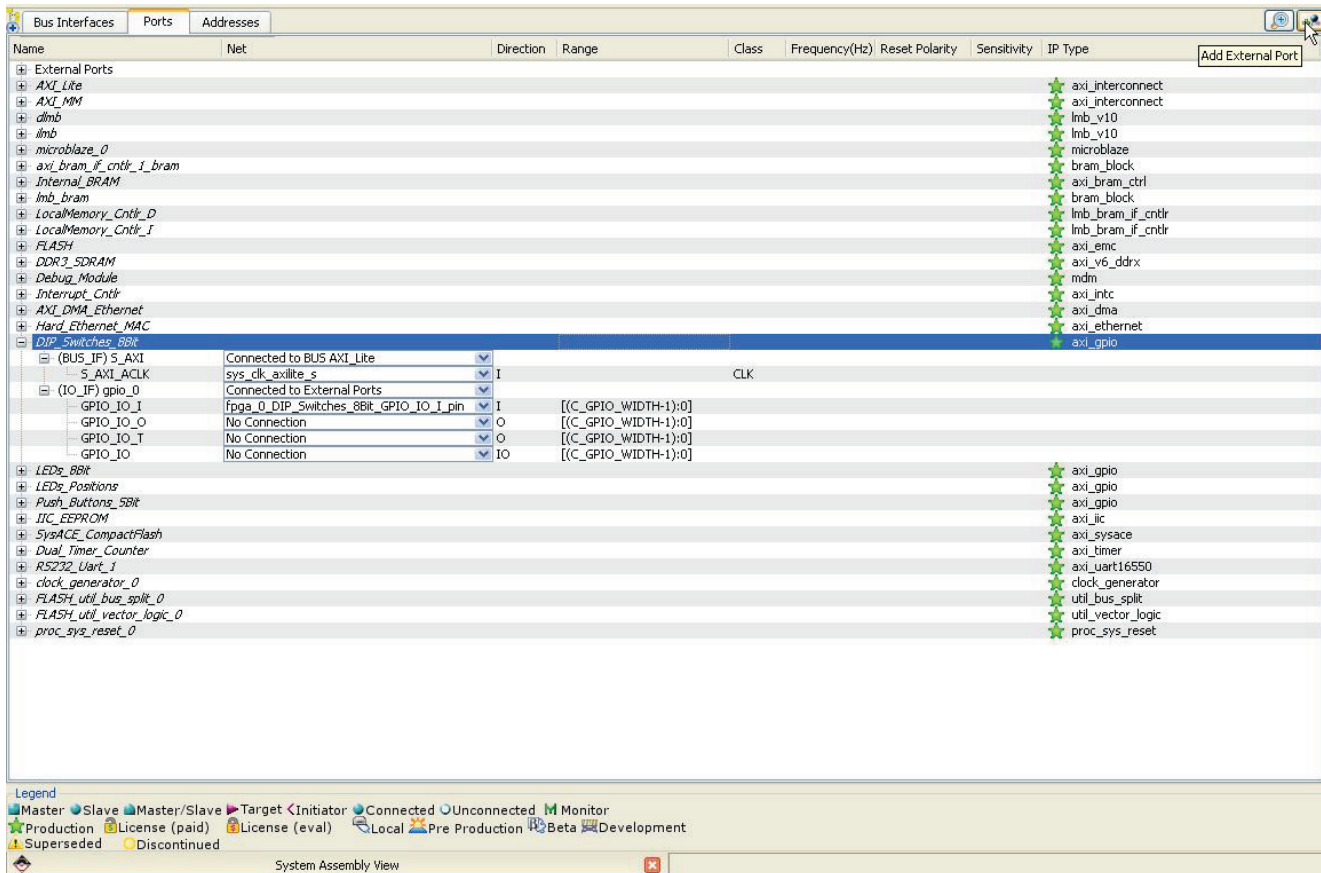 Bus Interfaces Ports Addresses
Name Net Direction Range Class Frequency(Hz) Reset Polarity Sensitivity IP Type
Add External Port
External Ports
AXI_Lite axi_interconnect
AXI_MM axi_interconnect
dlmb lmb_v10
ilmb lmb_v10
microblaze_0 microblaze
axi_bram_if_cntlr_1_bram bram_block
Internal_BRAM axi_bram_ctrl
lmb_bram bram_block
LocalMemory_Cntlr_D lmb_bram_if_cntlr
LocalMemory_Cntlr_I lmb_bram_if_cntlr
FLASH axi_emc
DDR3_SDRAM axi_v6_ddrx
Debug_Module mdm
Interrupt_Cntlr axi_intc
AXI_DMA_Ethernet axi_dma
Hard_Ethernet_MAC axi_ethernet
DIP_Switches_8Bit axi_gpio
(BUS_IF) S_AXI Connected to BUS AXI_Lite
S_AXI_ACLK sys_clk_axilite_s I CLK
(IO_IF) gpio_0 Connected to External Ports
GPIO_IO_I fpga_0_DIP_Switches_8Bit_GPIO_IO_I_pin I [(C_GPIO_WIDTH-1):0]
GPIO_IO_O No Connection O [(C_GPIO_WIDTH-1):0]
GPIO_IO_T No Connection O [(C_GPIO_WIDTH-1):0]
GPIO_IO No Connection IO [(C_GPIO_WIDTH-1):0]
LEDs_8Bit axi_gpio
LEDs_Positions axi_gpio
Push_Buttons_5Bit axi_gpio
IIC_EEPROM axi_iic
SysACE_CompactFlash axi_sysace
Dual_Timer_Counter axi_timer
RS232_Uart_1 axi_uart16550
clock_generator_0 clock_generator
FLASH_util_bus_split_0 util_bus_split
FLASH_util_vector_logic_0 util_vector_logic
proc_sys_reset_0 proc_sys_reset
Legend
Master Slave Master/Slave Target Initiator Connected Unconnected M Monitor
Production License (paid) License (eval) Local Pre Production Beta Development
Superseded Discontinued
System Assembly View